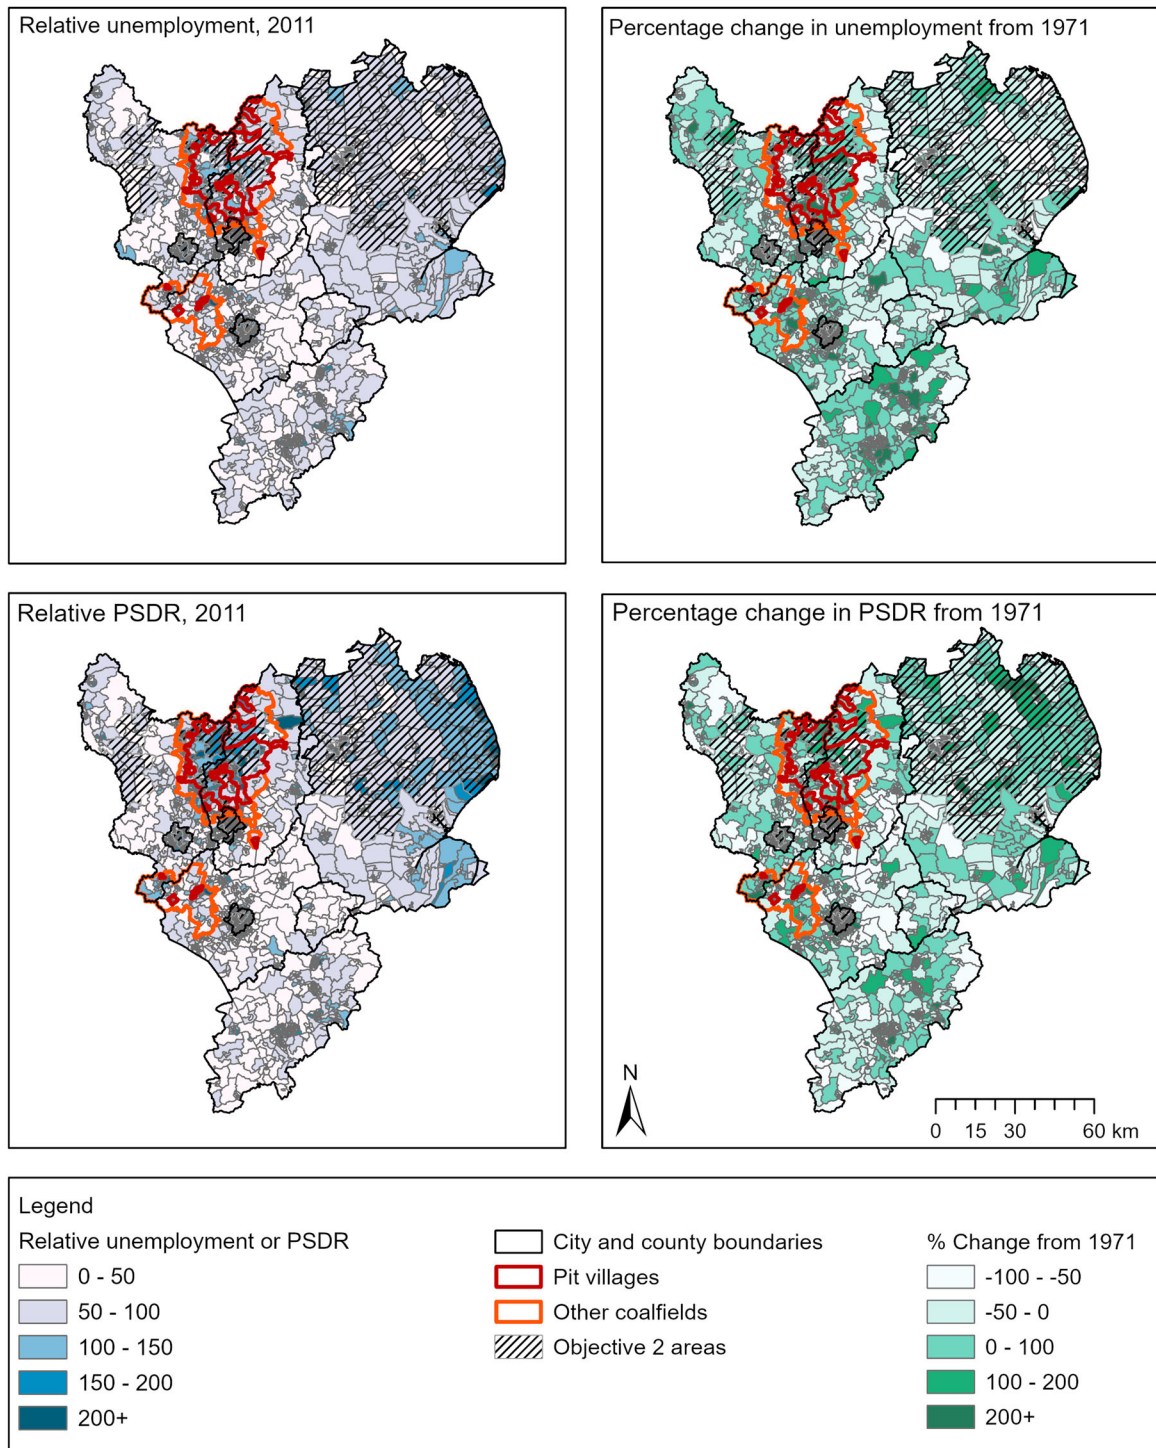 Relative unemployment, 2011
Percentage change in unemployment from 1971
Relative PSDR, 2011
Percentage change in PSDR from 1971
N
0 15 30 60 km
Legend
Relative unemployment or PSDR
0 - 50
50 - 100
100 - 150
150 - 200
200+
City and county boundaries
Pit villages
Other coalfields
Objective 2 areas
% Change from 1971
-100 - -50
-50 - 0
0 - 100
100 - 200
200+